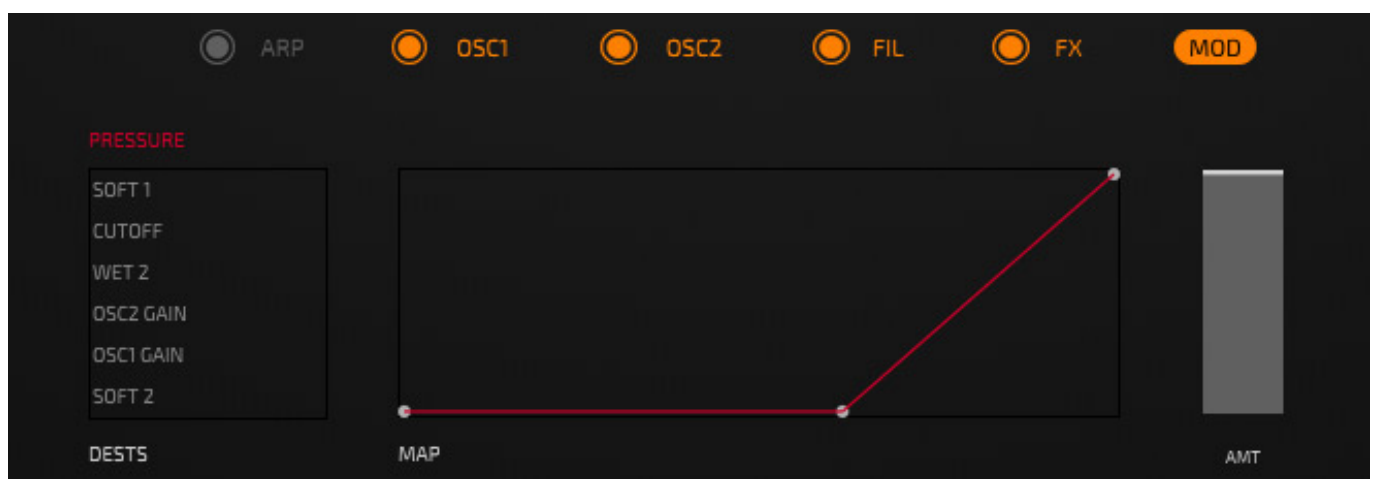 ARP OSC1 OSC2 FIL FX MOD
PRESSURE
SOFT 1
CUTOFF
WET 2
OSC2 GAIN
OSC1 GAIN
SOFT 2
DESTS MAP AMT